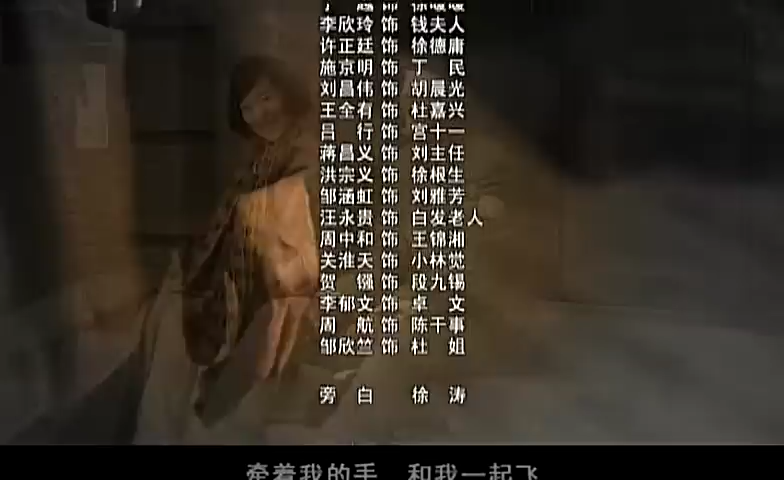 李欣玲 饰 钱夫人
许正廷 饰 徐德庸
施京明 饰 丁 民
刘昌伟 饰 胡晨光
王全有 饰 杜嘉兴
吕 行 饰 宫十一
蒋昌义 饰 刘主任
洪宗义 饰 徐根生
邹涵虹 饰 刘雅芳
汪永贵 饰 白发老人
周中和 饰 王锦湘
关淮天 饰 小林觉
贺 镪 饰 段九锡
李郁文 饰 卓 文
周 航 饰 陈干事
邹欣竺 饰 杜 姐
旁 白 徐 涛
牵着我的手 和我一起飞